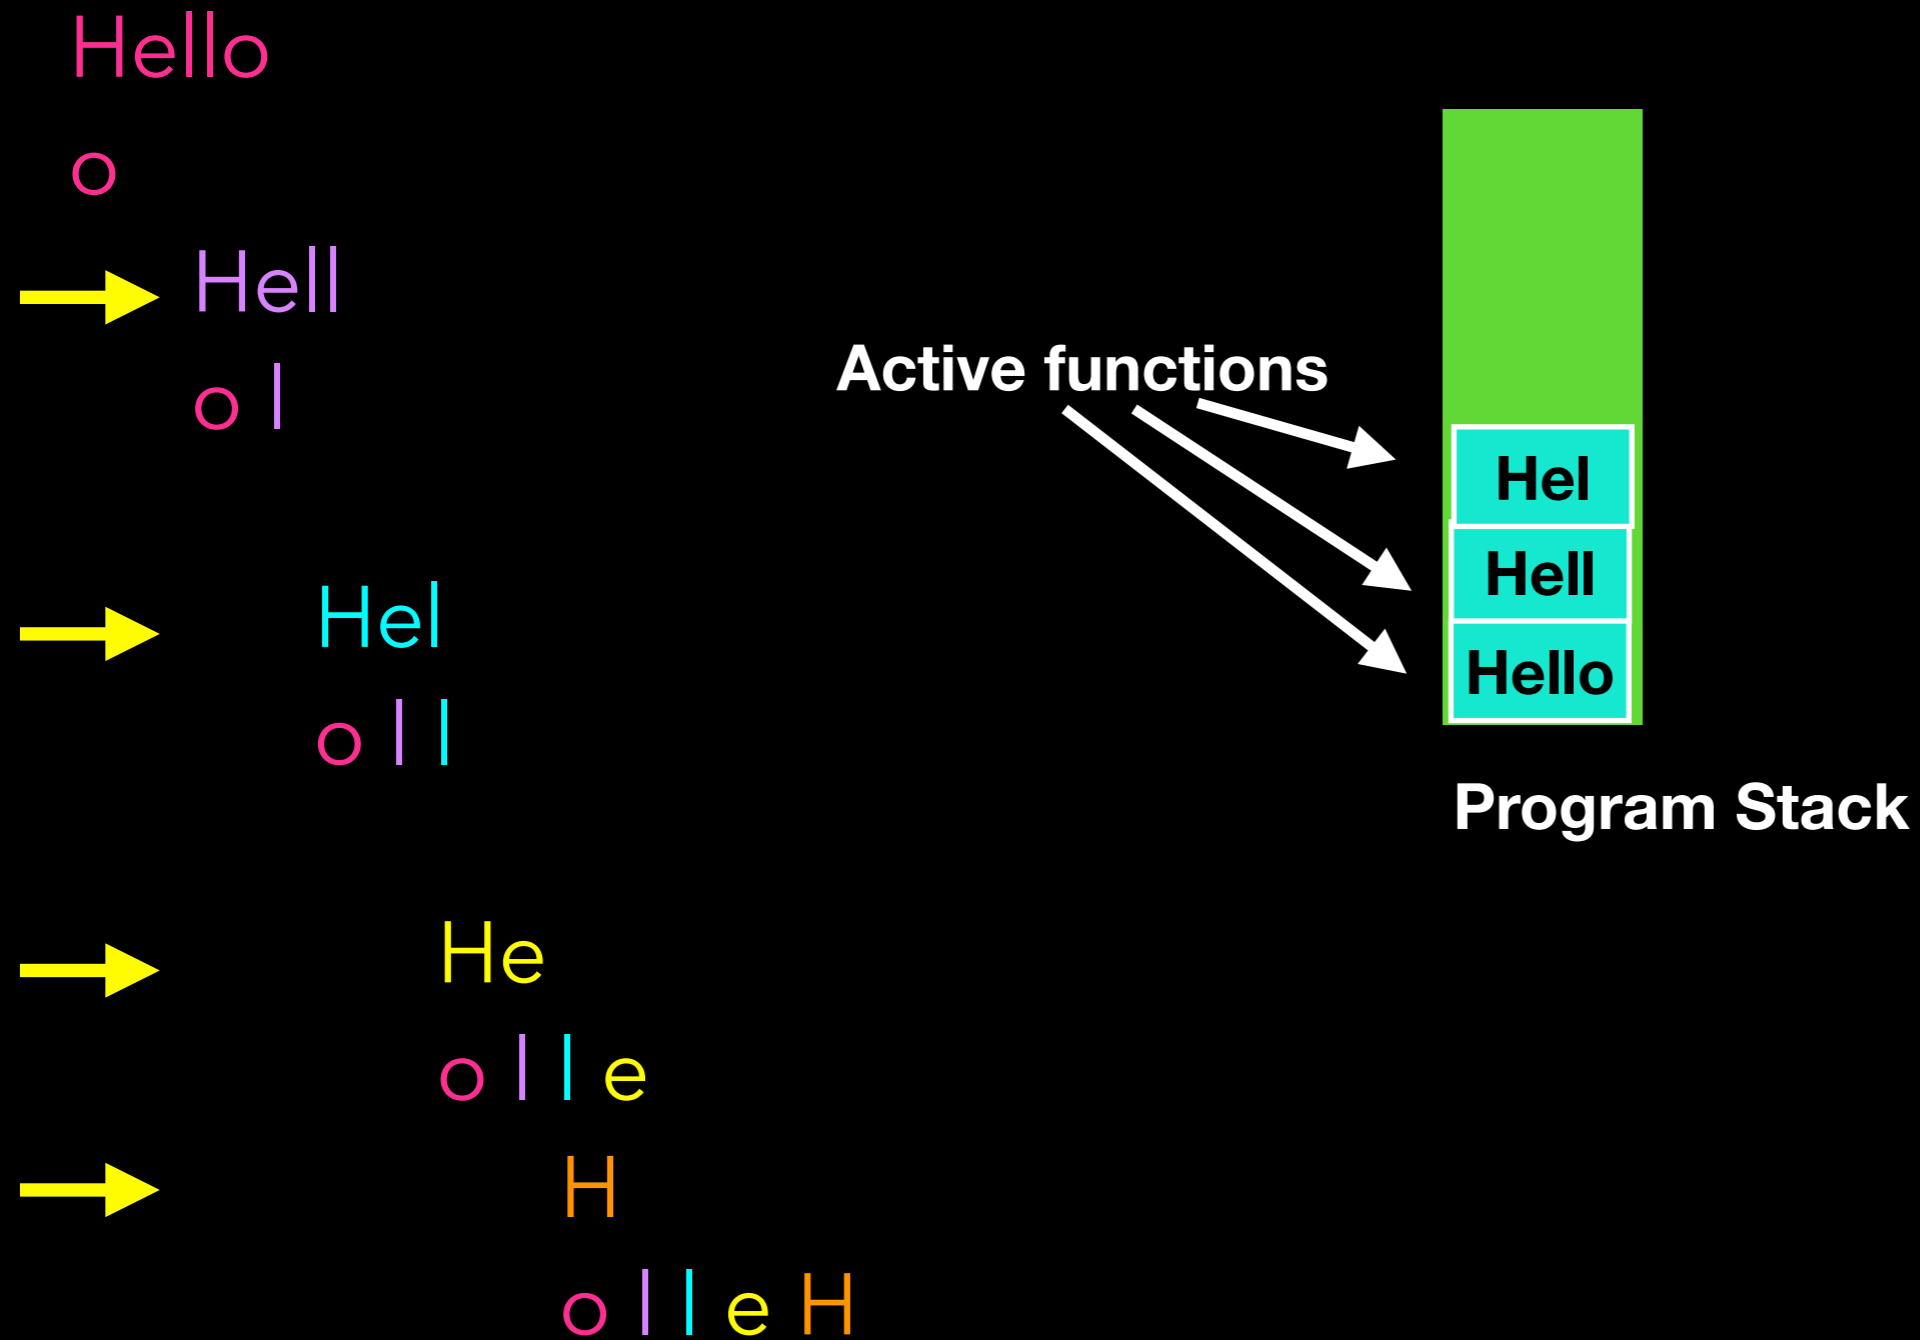 Hello
o
Hell
o l
Hel
o l l
He
o l l e
H
o l l e H
Active functions
Hel
Hell
Hello
Program Stack